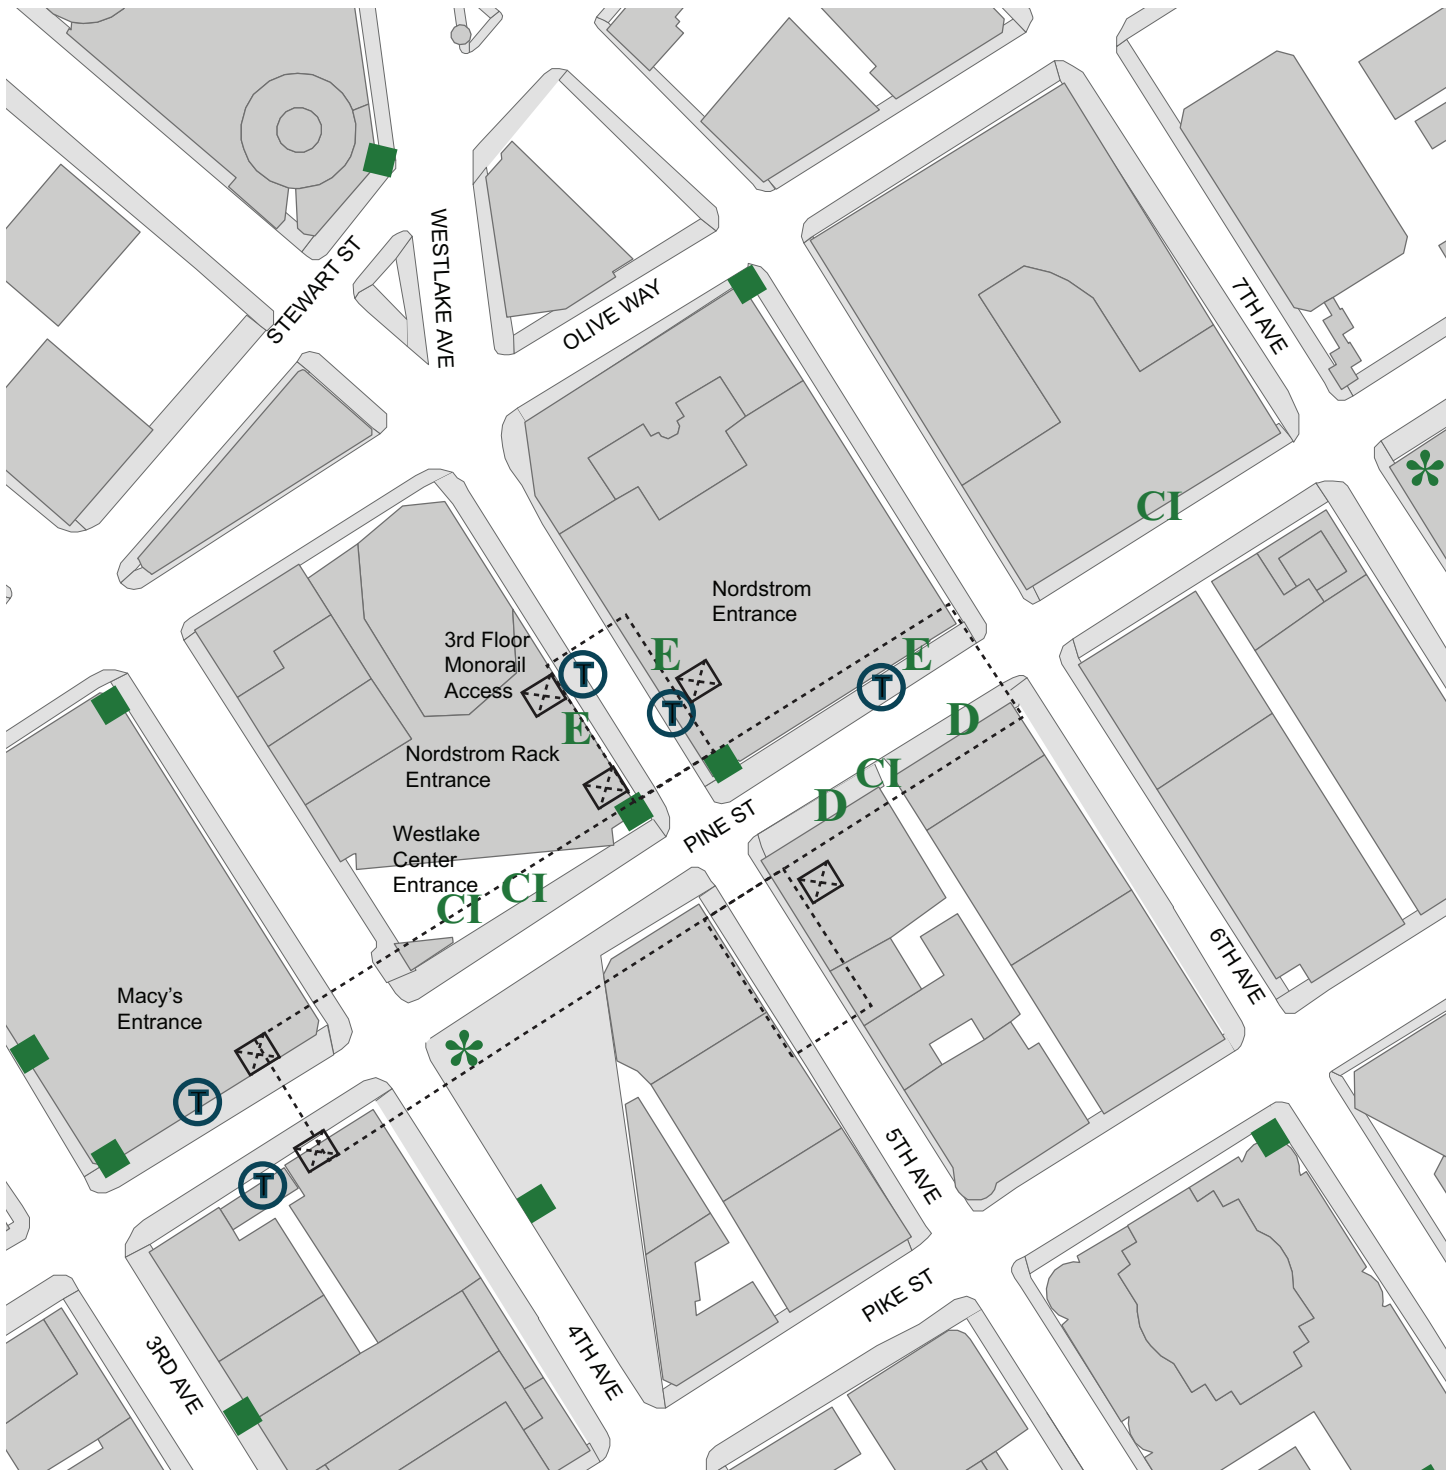 STEWART ST
WESTLAKE AVE
OLIVE WAY
7TH AVE
*
CI
Nordstrom
Entrance
3rd Floor
Monorail
Access
E
E
T
T
T
E
D
Nordstrom Rack
Entrance
CI
D
PINE ST
Westlake
Center
Entrance
CI
CI
6TH AVE
Macy's
Entrance
*
T
T
5TH AVE
PIKE ST
4TH AVE
3RD AVE